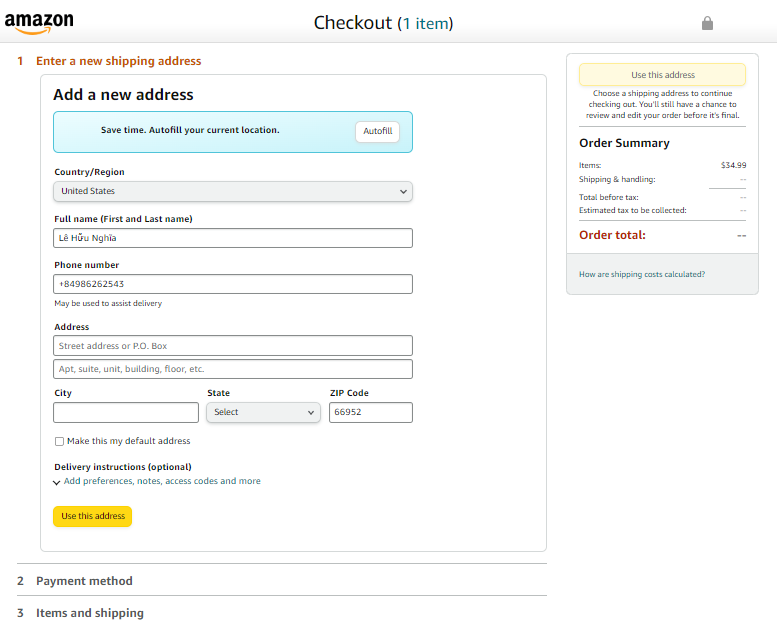 amazon
Checkout (1 item)
1 Enter a new shipping address
Add a new address
Save time. Autofill your current location.
Autofill
Country/Region
United States
Full name (First and Last name)
Lê Hữu Nghĩa
Phone number
+84986262543
May be used to assist delivery
Address
Street address or P.O. Box
Apt, suite, unit, building, floor, etc.
City State ZIP Code
Select 66952
Make this my default address
Delivery instructions (optional)
Add preferences, notes, access codes and more
Use this address
2 Payment method
3 Items and shipping
Use this address
Choose a shipping address to continue
checking out. You'll still have a chance to
review and edit your order before it's final.
Order Summary
Items: $34.99
Shipping & handling: --
Total before tax: --
Estimated tax to be collected: --
Order total: --
How are shipping costs calculated?